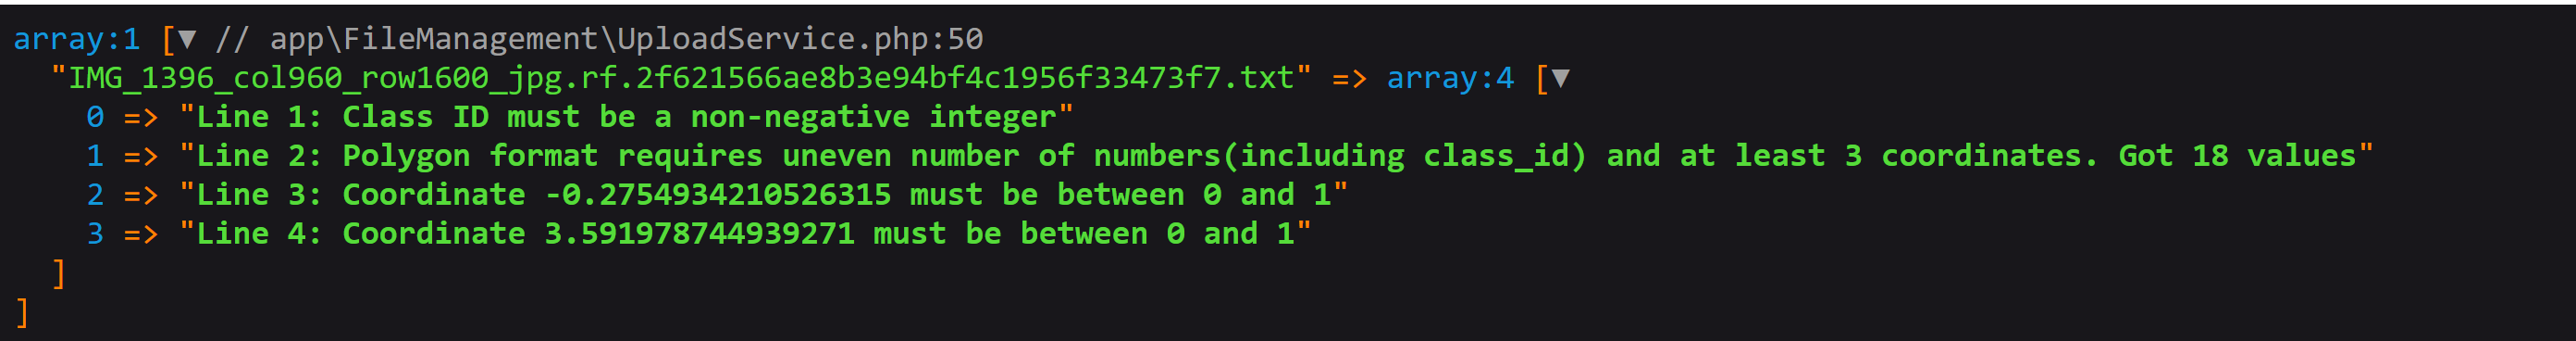 array:1 [▼ // app\FileManagement\UploadService.php:50
  "IMG_1396_col960_row1600_jpg.rf.2f621566ae8b3e94bf4c1956f33473f7.txt" => array:4 [▼
    0 => "Line 1: Class ID must be a non-negative integer"
    1 => "Line 2: Polygon format requires uneven number of numbers(including class_id) and at least 3 coordinates. Got 18 values"
    2 => "Line 3: Coordinate -0.2754934210526315 must be between 0 and 1"
    3 => "Line 4: Coordinate 3.591978744939271 must be between 0 and 1"
  ]
]